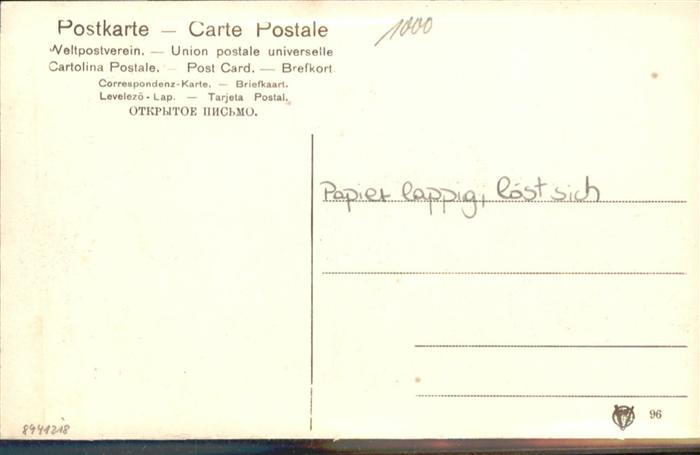 Postkarte — Carte Postale
Weltpostverein. — Union postale universelle
Cartolina Postale. — Post Card. — Brefkort
Correspondenz-Karte. — Briefkaart.
Levelező-Lap. — Tarjeta Postal.
ОТКРЫТОЕ ПИСЬМО.
1000
Papier lappig, löst sich
96
8941218